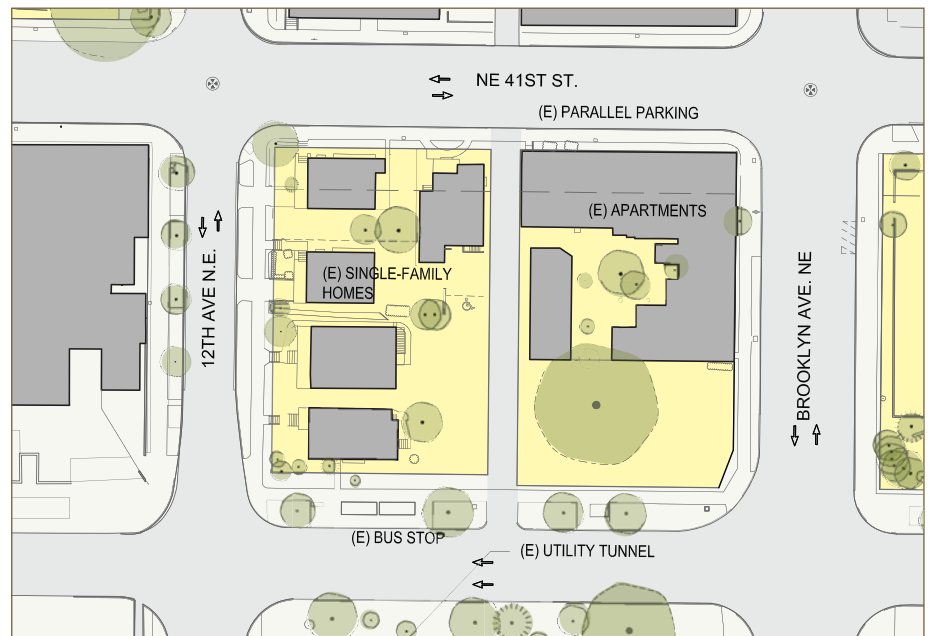 NE 41ST ST.
(E) PARALLEL PARKING
(E) APARTMENTS
12TH AVE N.E.
(E) SINGLE-FAMILY
HOMES
BROOKLYN AVE. NE
(E) BUS STOP
(E) UTILITY TUNNEL